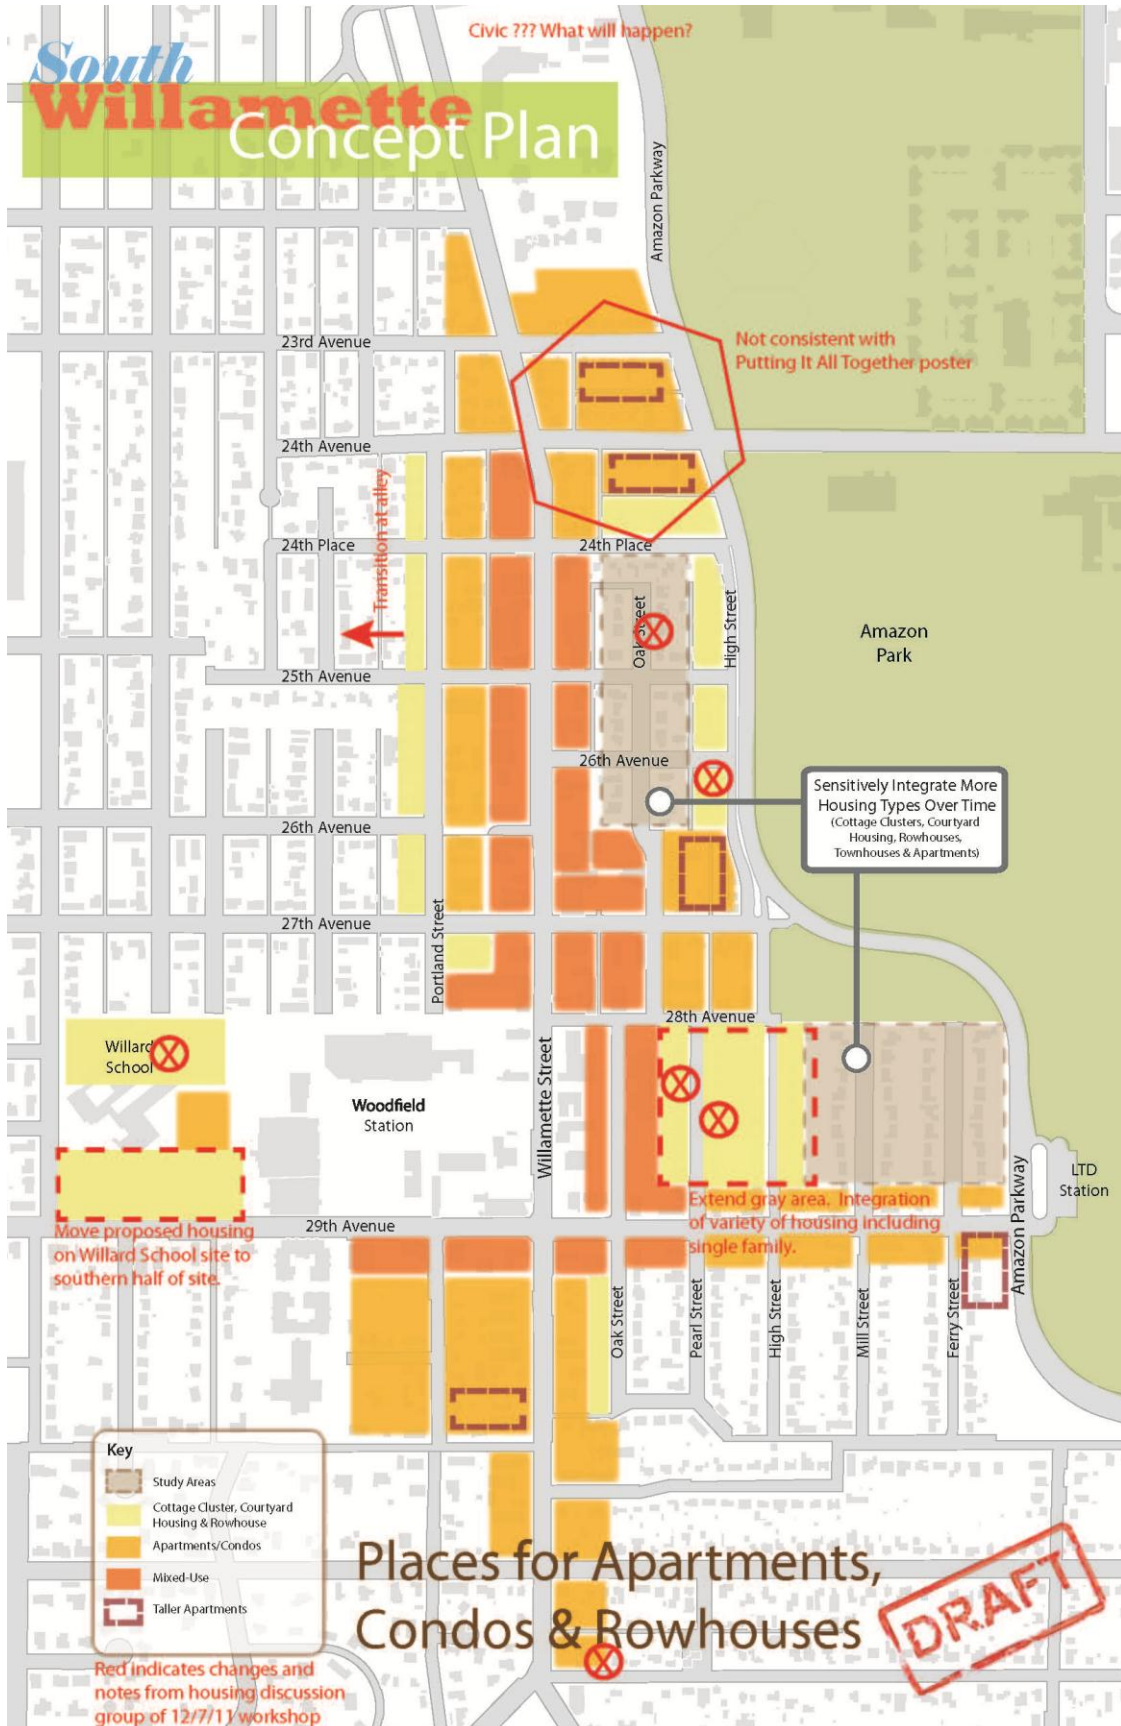 Civic ??? What will happen?
South
Willamette
Concept Plan
Amazon Parkway
23rd Avenue
Not consistent with
Putting It All Together poster
24th Avenue
Transition at alley
24th Place
24th Place
Oak Street
High Street
Amazon
Park
25th Avenue
26th Avenue
Sensitively Integrate More
Housing Types Over Time
(Cottage Clusters, Courtyard
Housing, Rowhouses,
Townhouses & Apartments)
26th Avenue
27th Avenue
Portland Street
28th Avenue
Willard
School
Woodfield
Station
Willamette Street
LTD
Station
Amazon Parkway
29th Avenue
Move proposed housing
on Willard School site to
southern half of site.
Extend gray area. Integration
of variety of housing including
single family.
Oak Street
Pearl Street
High Street
Mill Street
Ferry Street
Key
Study Areas
Cottage Cluster, Courtyard
Housing & Rowhouse
Apartments/Condos
Mixed-Use
Taller Apartments
Places for Apartments,
Condos & Rowhouses
DRAFT
Red indicates changes and
notes from housing discussion
group of 12/7/11 workshop